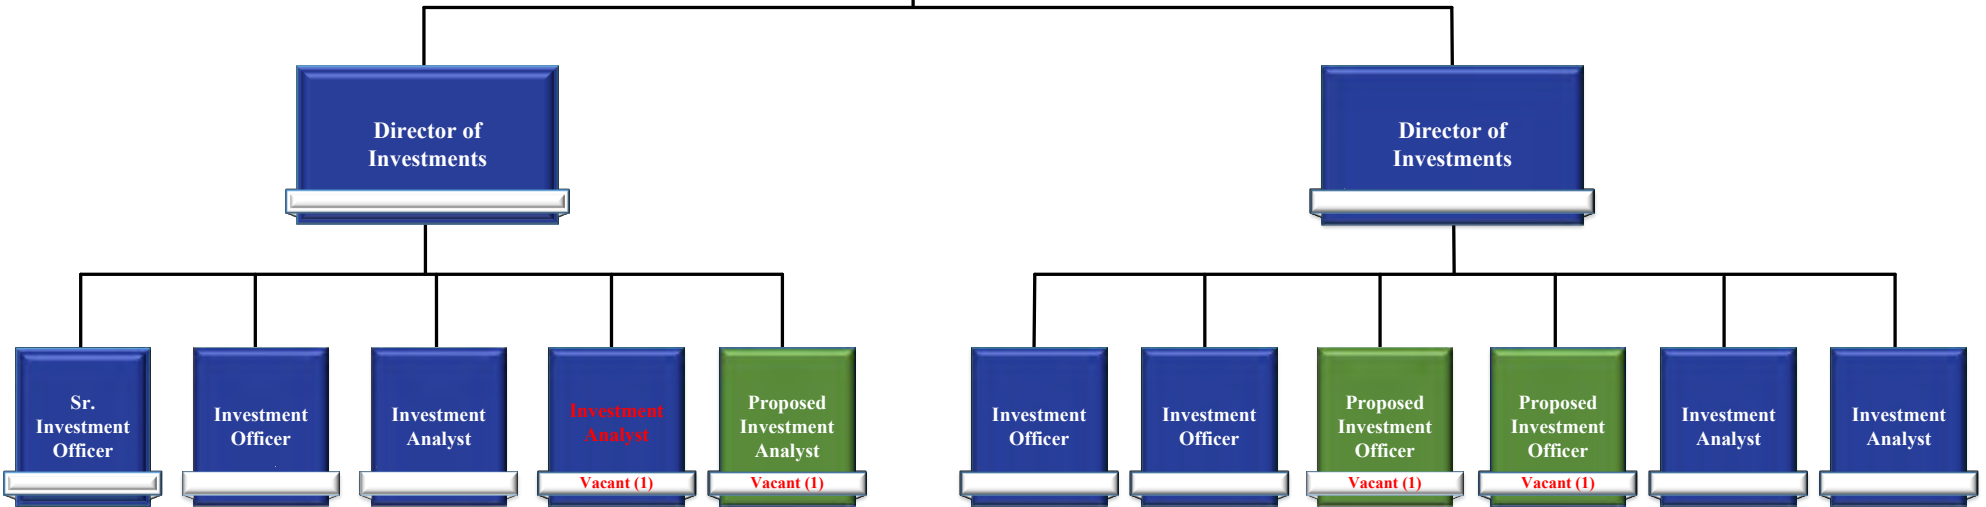 Director of
Investments
Director of
Investments
Sr.
Investment
Officer
Investment
Officer
Investment
Analyst
Investment
Analyst
Vacant (1)
Proposed
Investment
Analyst
Vacant (1)
Investment
Officer
Investment
Officer
Proposed
Investment
Officer
Vacant (1)
Proposed
Investment
Officer
Vacant (1)
Investment
Analyst
Investment
Analyst